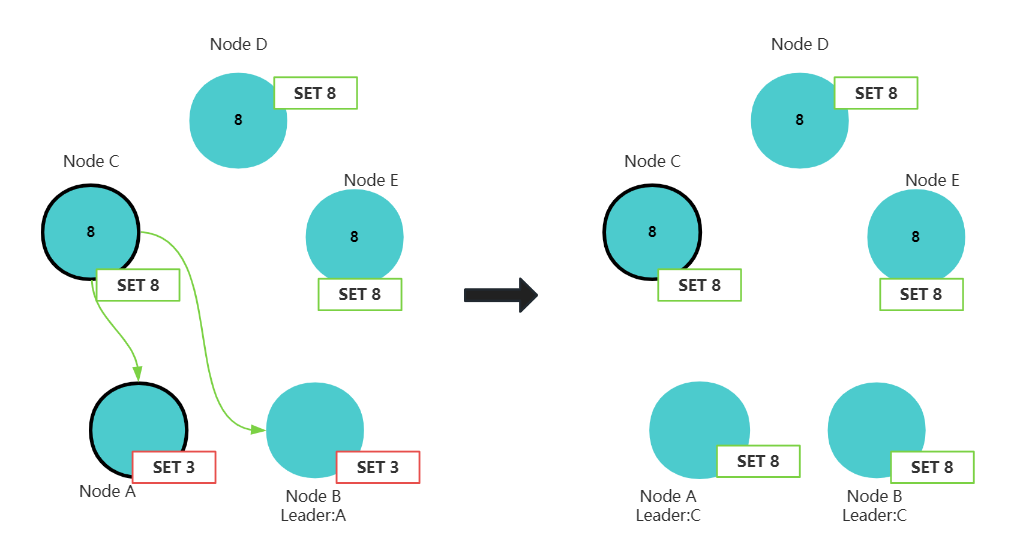 Node D
SET 8
8
Node C
8
SET 8
Node E
8
SET 8
SET 3
Node A
SET 3
Node B
Leader:A
Node D
SET 8
8
Node C
8
SET 8
Node E
8
SET 8
SET 8
Node A
Leader:C
SET 8
Node B
Leader:C